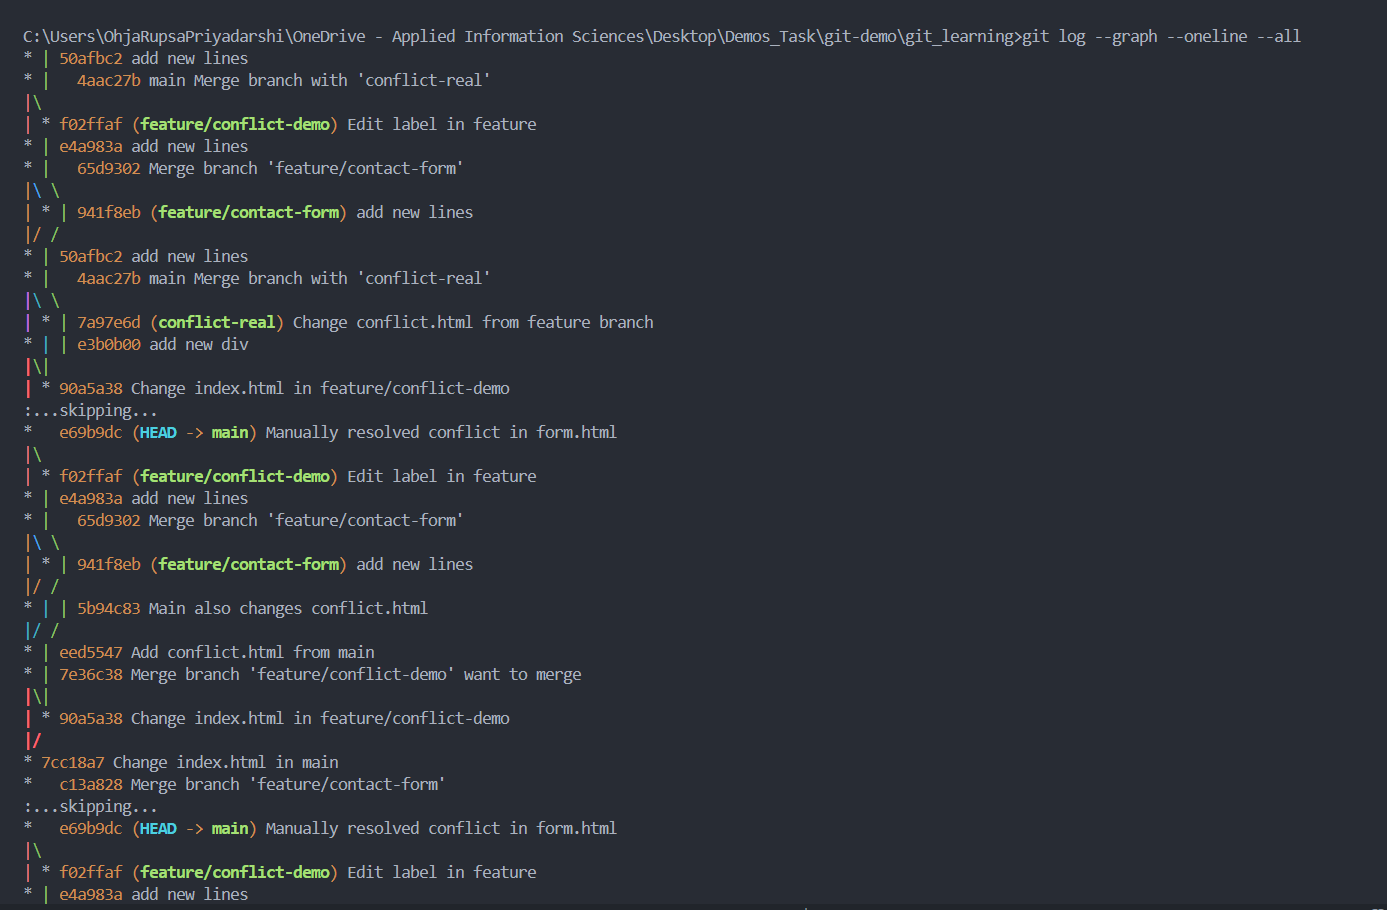 C:\Users\OhjaRupsaPriyadarshi\OneDrive - Applied Information Sciences\Desktop\Demos_Task\git-demo\git_learning>git log --graph --oneline --all
* | 50afbc2 add new lines
* |   4aac27b main Merge branch with 'conflict-real'
|\
| * f02ffaf (feature/conflict-demo) Edit label in feature
* | e4a983a add new lines
* |   65d9302 Merge branch 'feature/contact-form'
|\ \
| * | 941f8eb (feature/contact-form) add new lines
|/ /
* | 50afbc2 add new lines
* |   4aac27b main Merge branch with 'conflict-real'
|\ \
| * | 7a97e6d (conflict-real) Change conflict.html from feature branch
* | | e3b0b00 add new div
|\|
| * 90a5a38 Change index.html in feature/conflict-demo
:...skipping...
*   e69b9dc (HEAD -> main) Manually resolved conflict in form.html
|\
| * f02ffaf (feature/conflict-demo) Edit label in feature
* | e4a983a add new lines
* |   65d9302 Merge branch 'feature/contact-form'
|\ \
| * | 941f8eb (feature/contact-form) add new lines
|/ /
* | | 5b94c83 Main also changes conflict.html
|/ /
* | eed5547 Add conflict.html from main
* | 7e36c38 Merge branch 'feature/conflict-demo' want to merge
|\|
| * 90a5a38 Change index.html in feature/conflict-demo
|/
* 7cc18a7 Change index.html in main
*   c13a828 Merge branch 'feature/contact-form'
:...skipping...
*   e69b9dc (HEAD -> main) Manually resolved conflict in form.html
|\
| * f02ffaf (feature/conflict-demo) Edit label in feature
* | e4a983a add new lines